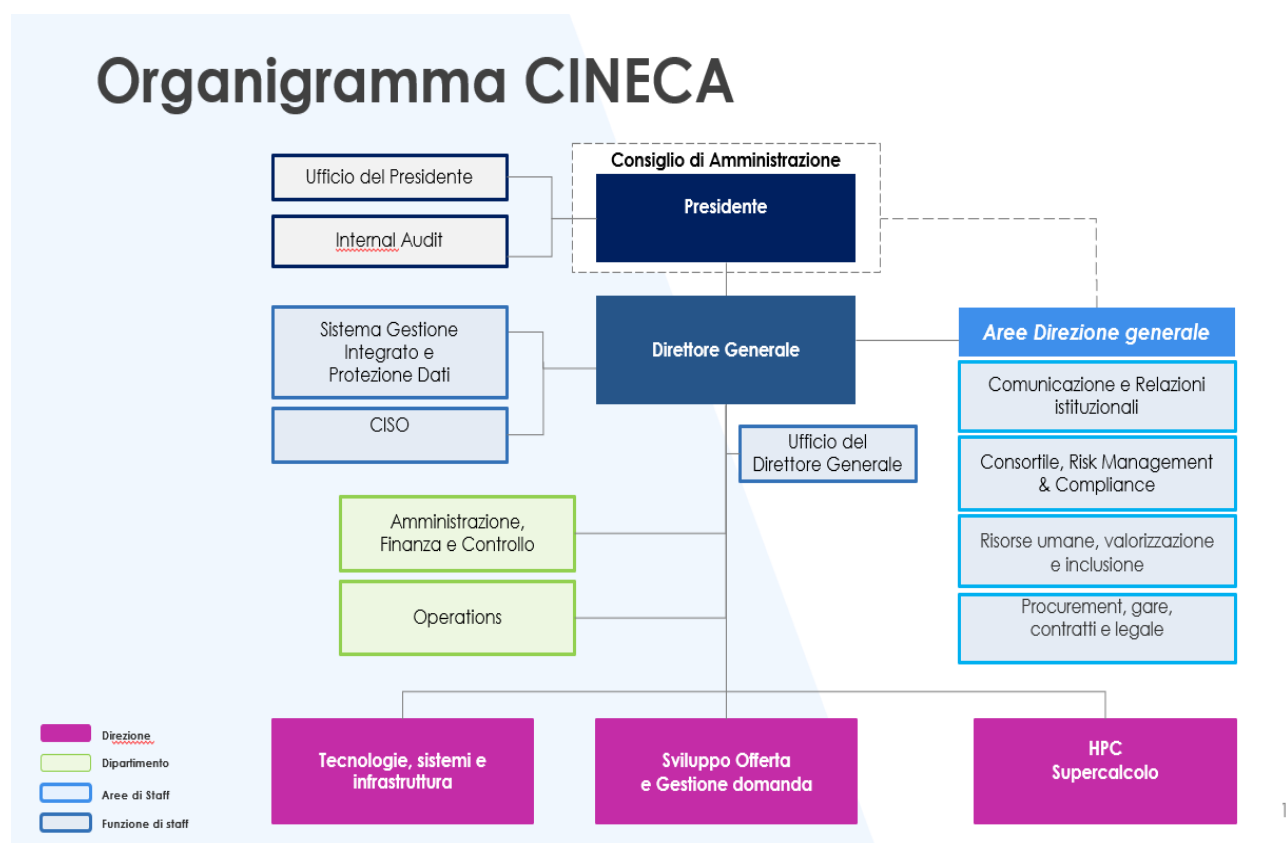 Organigramma CINECA
Consiglio di Amministrazione
Presidente
Ufficio del Presidente
Internal Audit
Sistema Gestione
Integrato e
Protezione Dati
CISO
Direttore Generale
Aree Direzione generale
Comunicazione e Relazioni
istituzionali
Consortile, Risk Management
& Compliance
Risorse umane, valorizzazione
e inclusione
Procurement, gare,
contratti e legale
Ufficio del
Direttore Generale
Amministrazione,
Finanza e Controllo
Operations
Tecnologie, sistemi e
infrastruttura
Sviluppo Offerta
e Gestione domanda
HPC
Supercalcolo
Direzione
Dipartimento
Aree di Staff
Funzione di staff
1